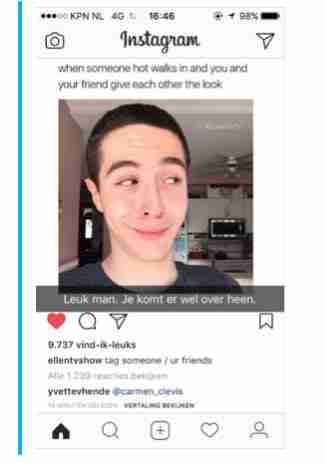 KPN NL 4G 16:46 98%
Instagram
when someone hot walks in and you and
your friend give each other the look
Leuk man. Je komt er wel over heen.
9.737 vind-ik-leuks
ellentvshow tag someone / ur friends
Alle 1.239 reacties bekijken
yvettevhende @carmen_clevis
MINUTEN GELEDEN · VERTALING BEKIJKEN